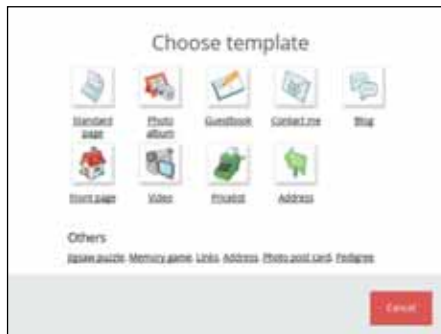 Choose template
Standard page
Photo album
Guestbook
Contact me
Blog
Front page
Video
Pricelist
Address
Others
Jigsaw puzzle Memory game Links Address Photo post card Pedigree
Cancel